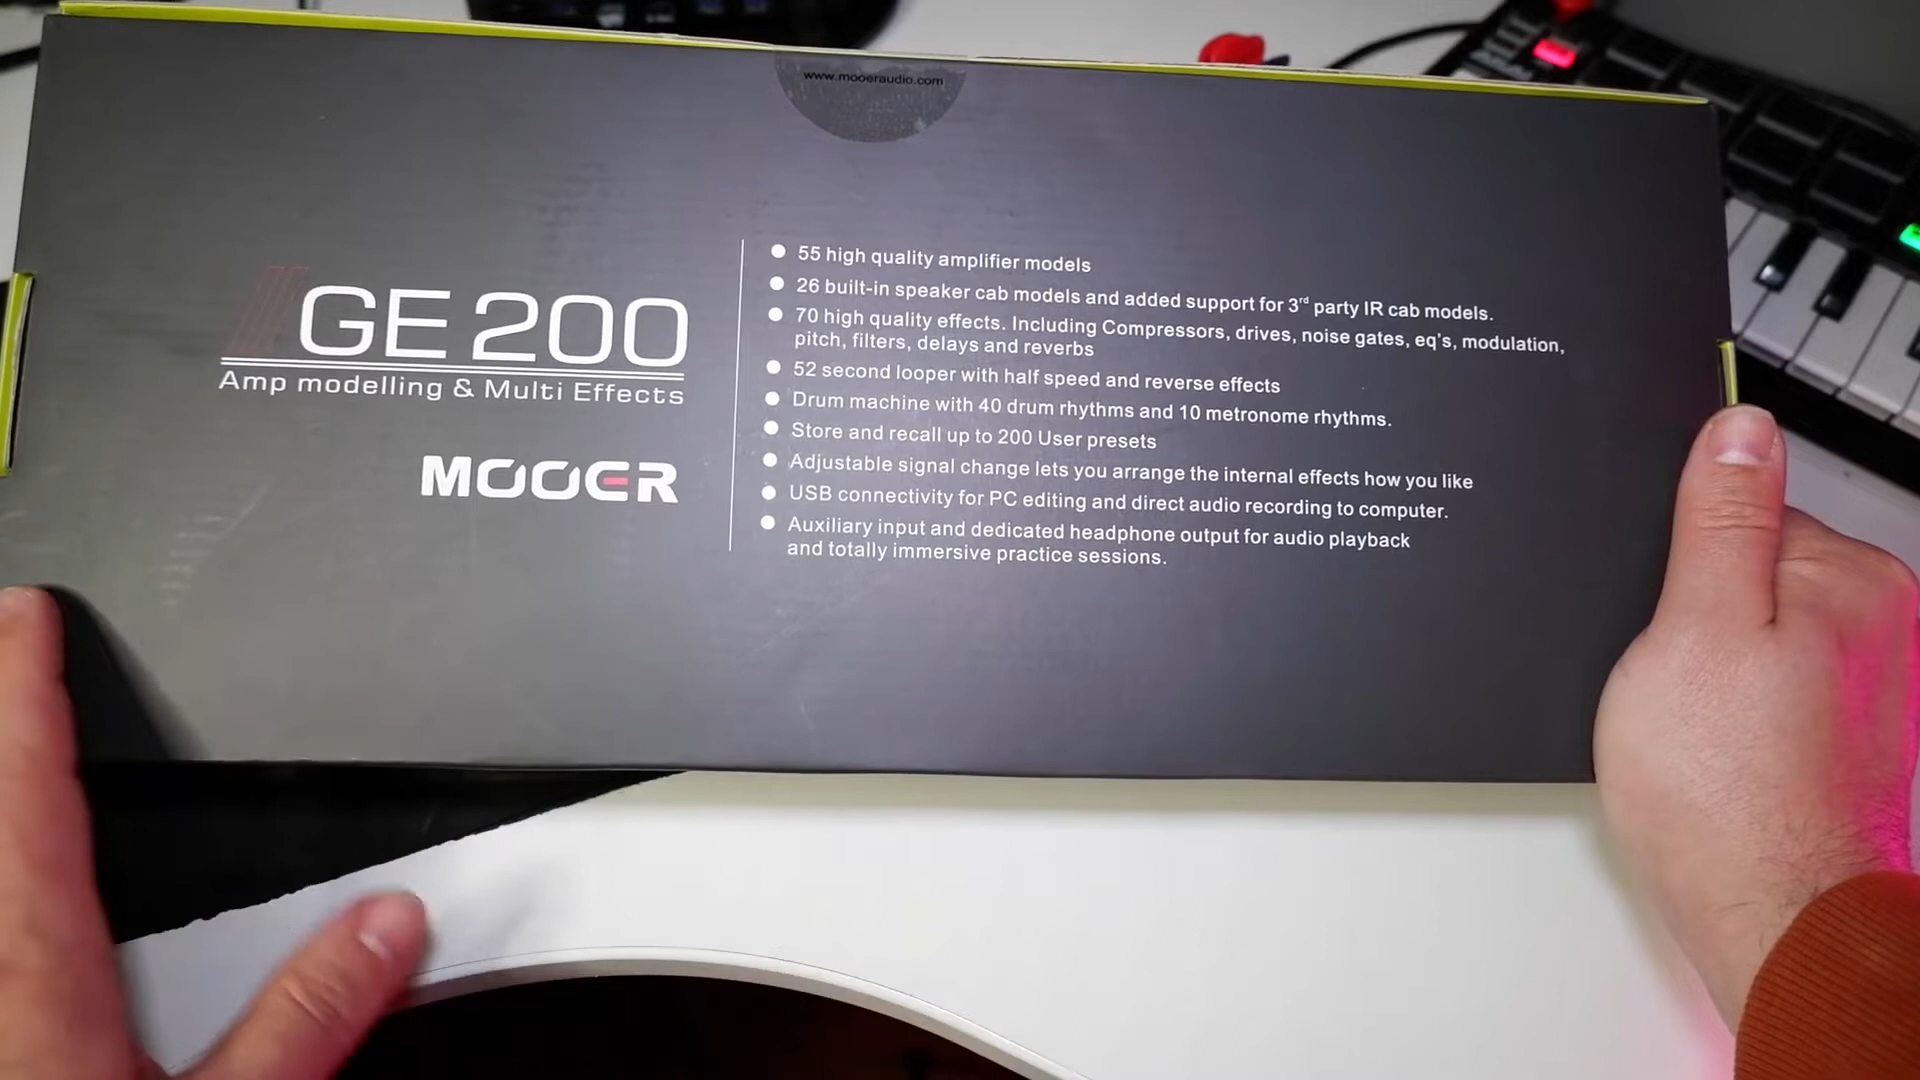 www.mooeraudio.com
GE 200
Amp modelling & Multi Effects
MOOER
55 high quality amplifier models
26 built-in speaker cab models and added support for 3rd party IR cab models.
70 high quality effects. Including Compressors, drives, noise gates, eq's, modulation,
pitch, filters, delays and reverbs
52 second looper with half speed and reverse effects
Drum machine with 40 drum rhythms and 10 metronome rhythms.
Store and recall up to 200 User presets
Adjustable signal change lets you arrange the internal effects how you like
USB connectivity for PC editing and direct audio recording to computer.
Auxiliary input and dedicated headphone output for audio playback
and totally immersive practice sessions.